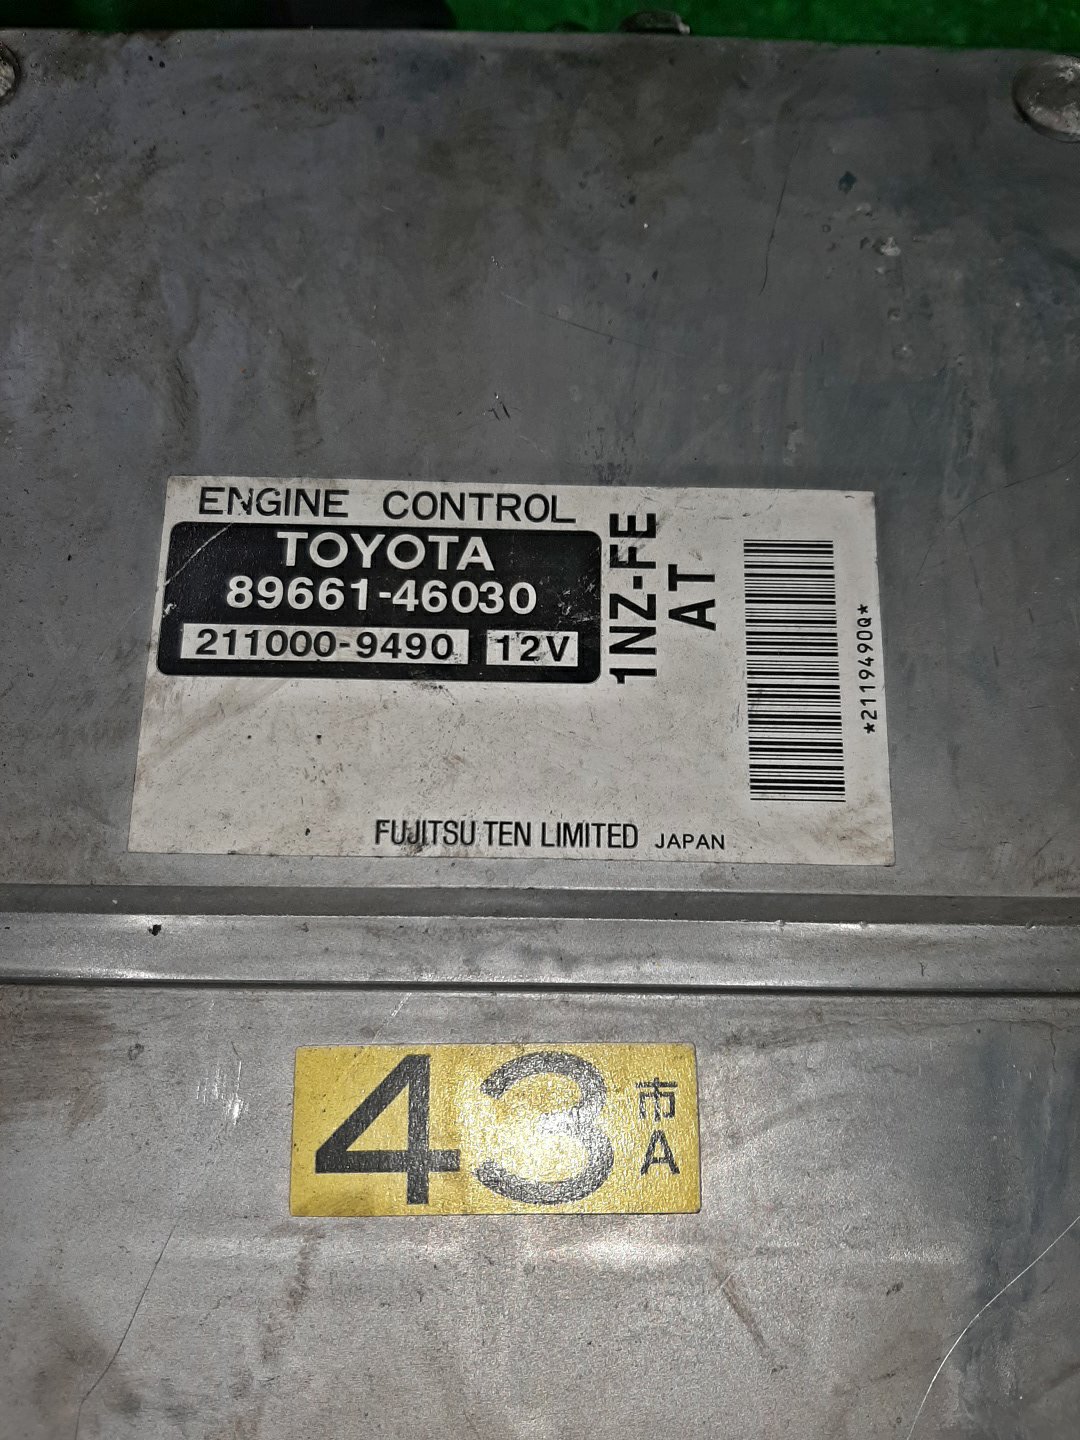 ENGINE CONTROL
TOYOTA
89661-46030
211000-9490 12V
1NZ-FE
AT
*2119490Q*
FUJITSU TEN LIMITED JAPAN
43
市
A